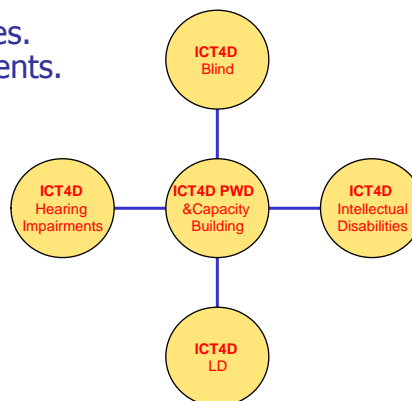 es.
ents.
ICT4D
Blind
ICT4D
Hearing
Impairments
ICT4D PWD
&Capacity
Building
ICT4D
Intellectual
Disabilities
ICT4D
LD